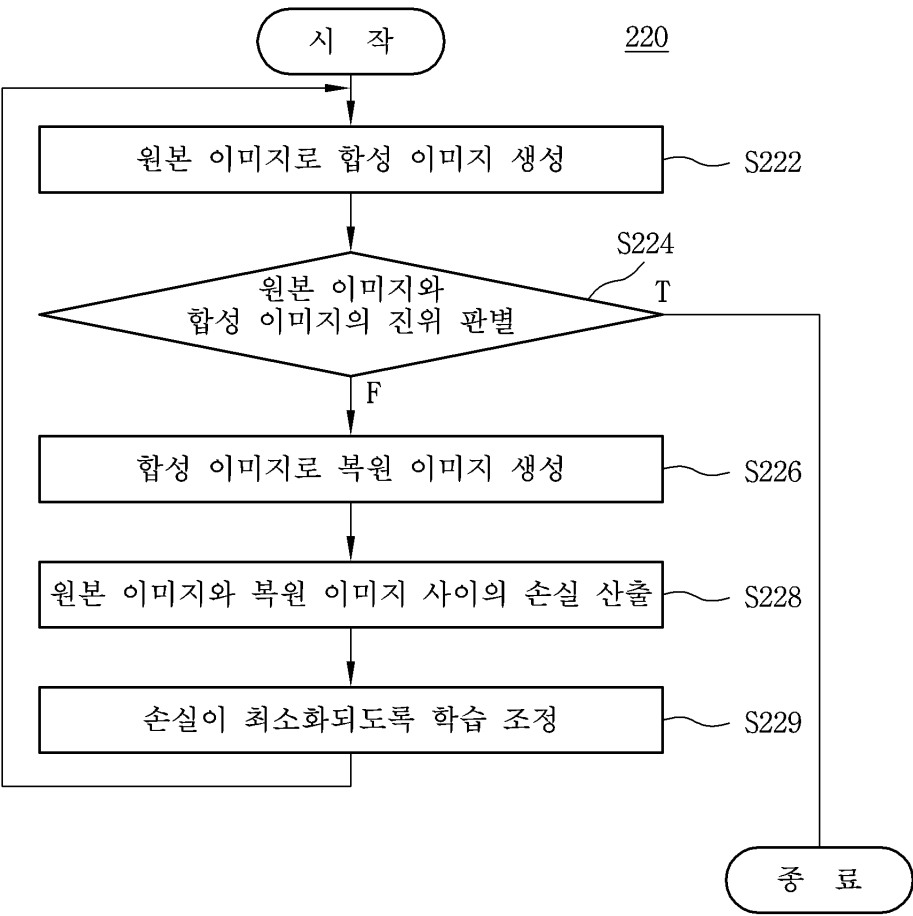 시 작
220
원본 이미지로 합성 이미지 생성
S222
S224
원본 이미지와
합성 이미지의 진위 판별
T
F
합성 이미지로 복원 이미지 생성
S226
원본 이미지와 복원 이미지 사이의 손실 산출
S228
손실이 최소화되도록 학습 조정
S229
종 료